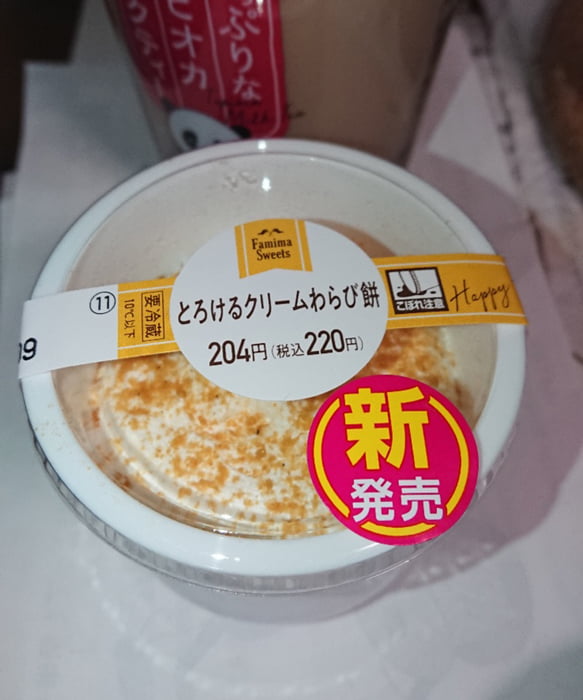 ぷりな
ピオカ
Famima
Sweets
⑪
10℃以下
要冷蔵
とろけるクリームわらび餅
204円(税込220円)
こぼれ注意
Happy
新
発売